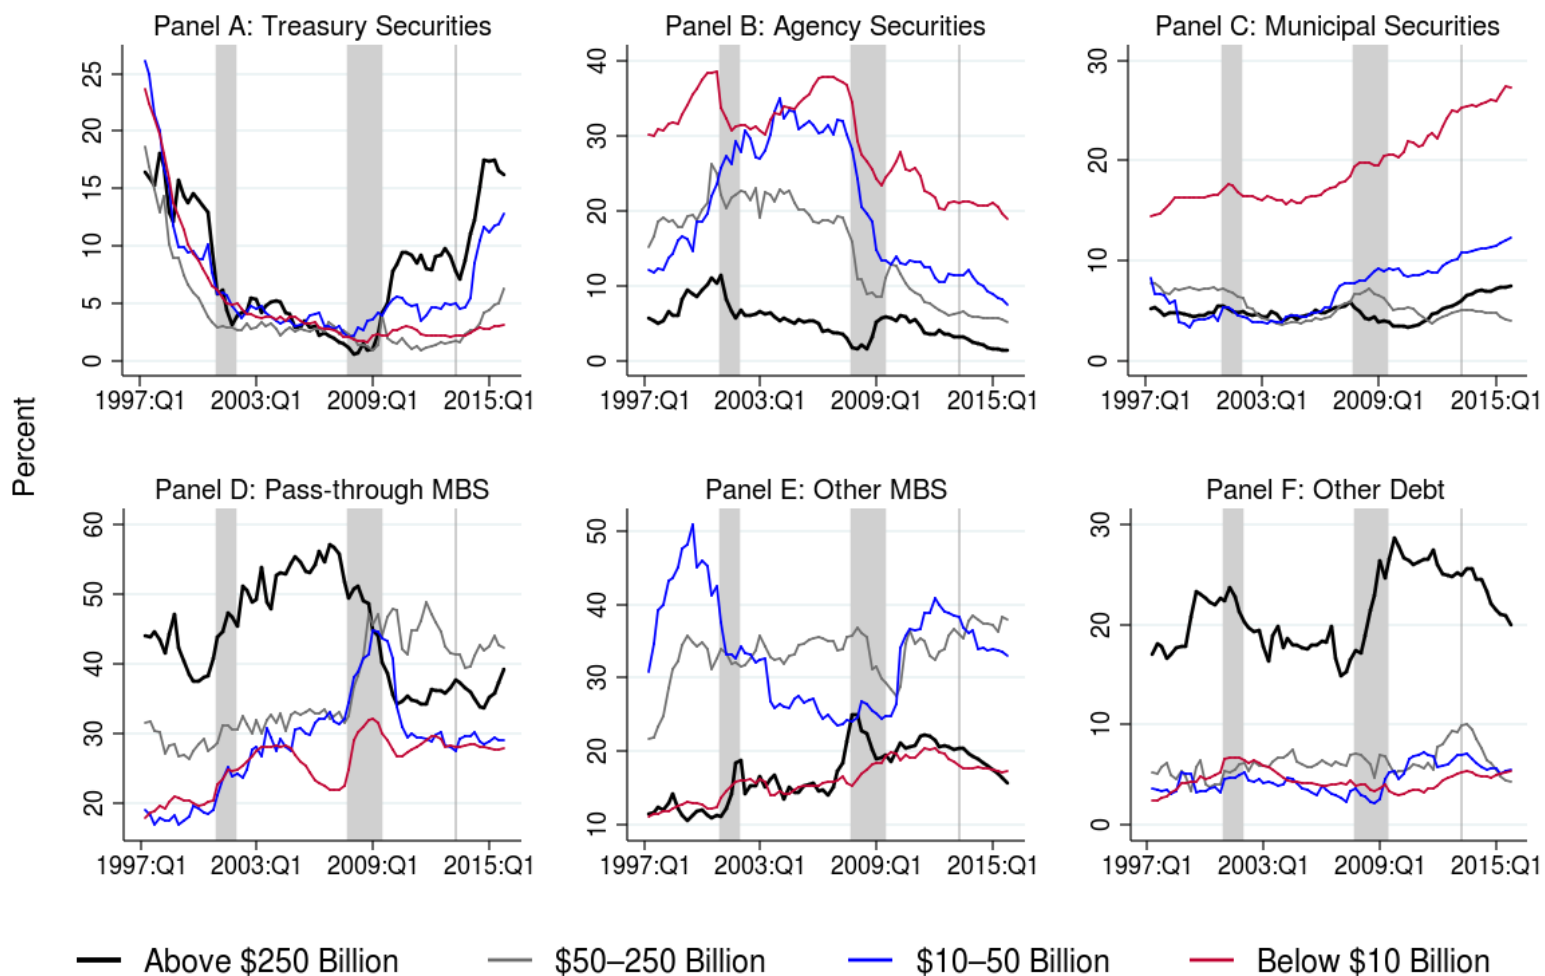 Percent
Panel A: Treasury Securities
25
20
15
10
5
0
1997:Q1 2003:Q1 2009:Q1 2015:Q1
Panel B: Agency Securities
40
30
20
10
0
1997:Q1 2003:Q1 2009:Q1 2015:Q1
Panel C: Municipal Securities
30
20
10
0
1997:Q1 2003:Q1 2009:Q1 2015:Q1
Panel D: Pass-through MBS
60
50
40
30
20
1997:Q1 2003:Q1 2009:Q1 2015:Q1
Panel E: Other MBS
50
40
30
20
10
1997:Q1 2003:Q1 2009:Q1 2015:Q1
Panel F: Other Debt
30
20
10
0
1997:Q1 2003:Q1 2009:Q1 2015:Q1
Above $250 Billion $50–250 Billion $10–50 Billion Below $10 Billion